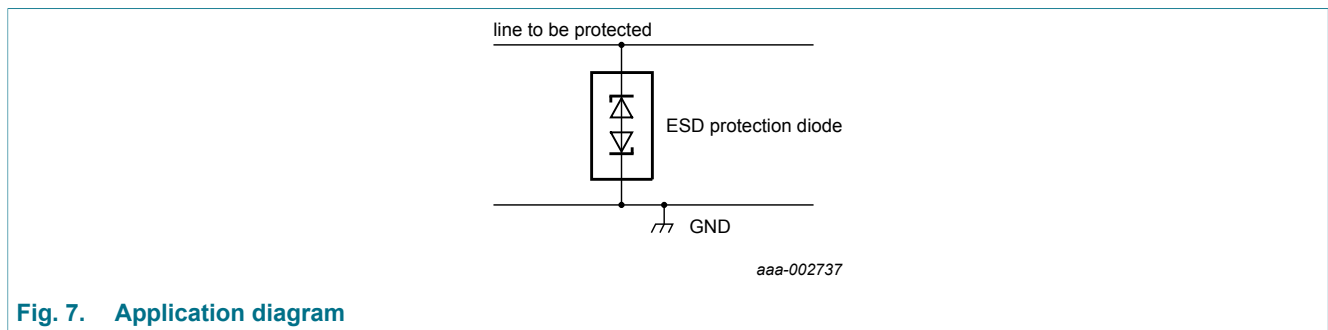 line to be protected
ESD protection diode
GND
aaa-002737
Fig. 7. Application diagram